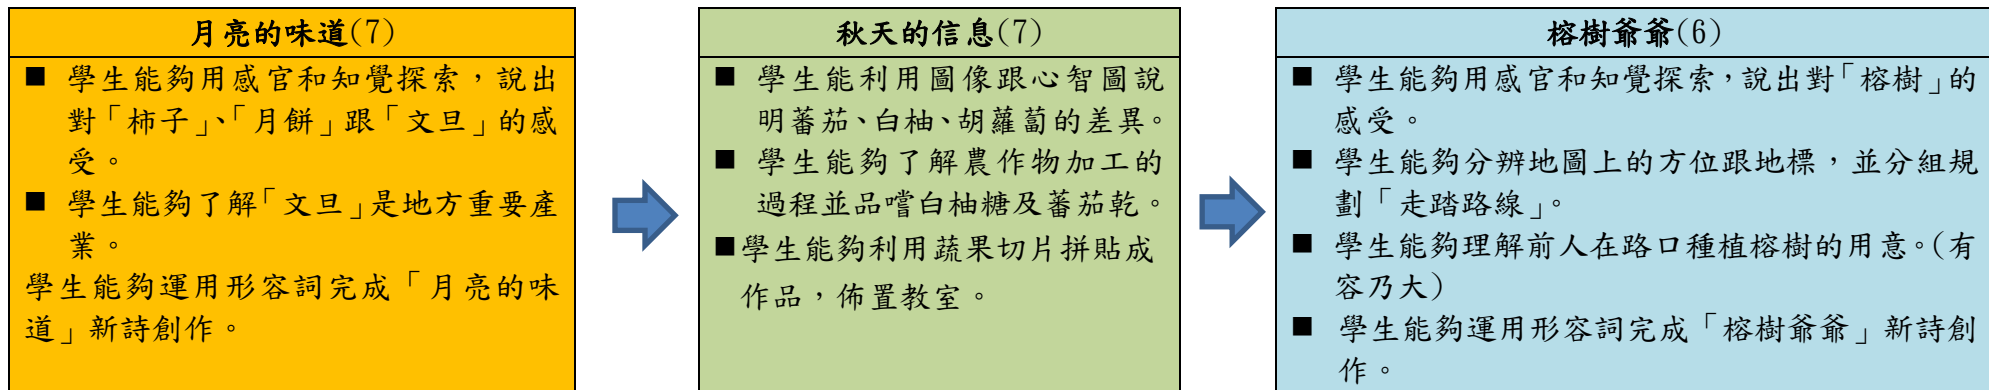 月亮的味道(7)
■ 學生能夠用感官和知覺探索，說出
對「柿子」、「月餅」跟「文旦」的感
受。
■ 學生能夠了解「文旦」是地方重要產
業。
學生能夠運用形容詞完成「月亮的味
道」新詩創作。
秋天的信息(7)
■ 學生能利用圖像跟心智圖說
明蕃茄、白柚、胡蘿蔔的差異。
■ 學生能夠了解農作物加工的
過程並品嚐白柚糖及蕃茄乾。
■學生能夠利用蔬果切片拼貼成
作品，佈置教室。
榕樹爺爺(6)
■ 學生能夠用感官和知覺探索，說出對「榕樹」的
感受。
■ 學生能夠分辨地圖上的方位跟地標，並分組規
劃「走踏路線」。
■ 學生能夠理解前人在路口種植榕樹的用意。(有
容乃大)
■ 學生能夠運用形容詞完成「榕樹爺爺」新詩創
作。